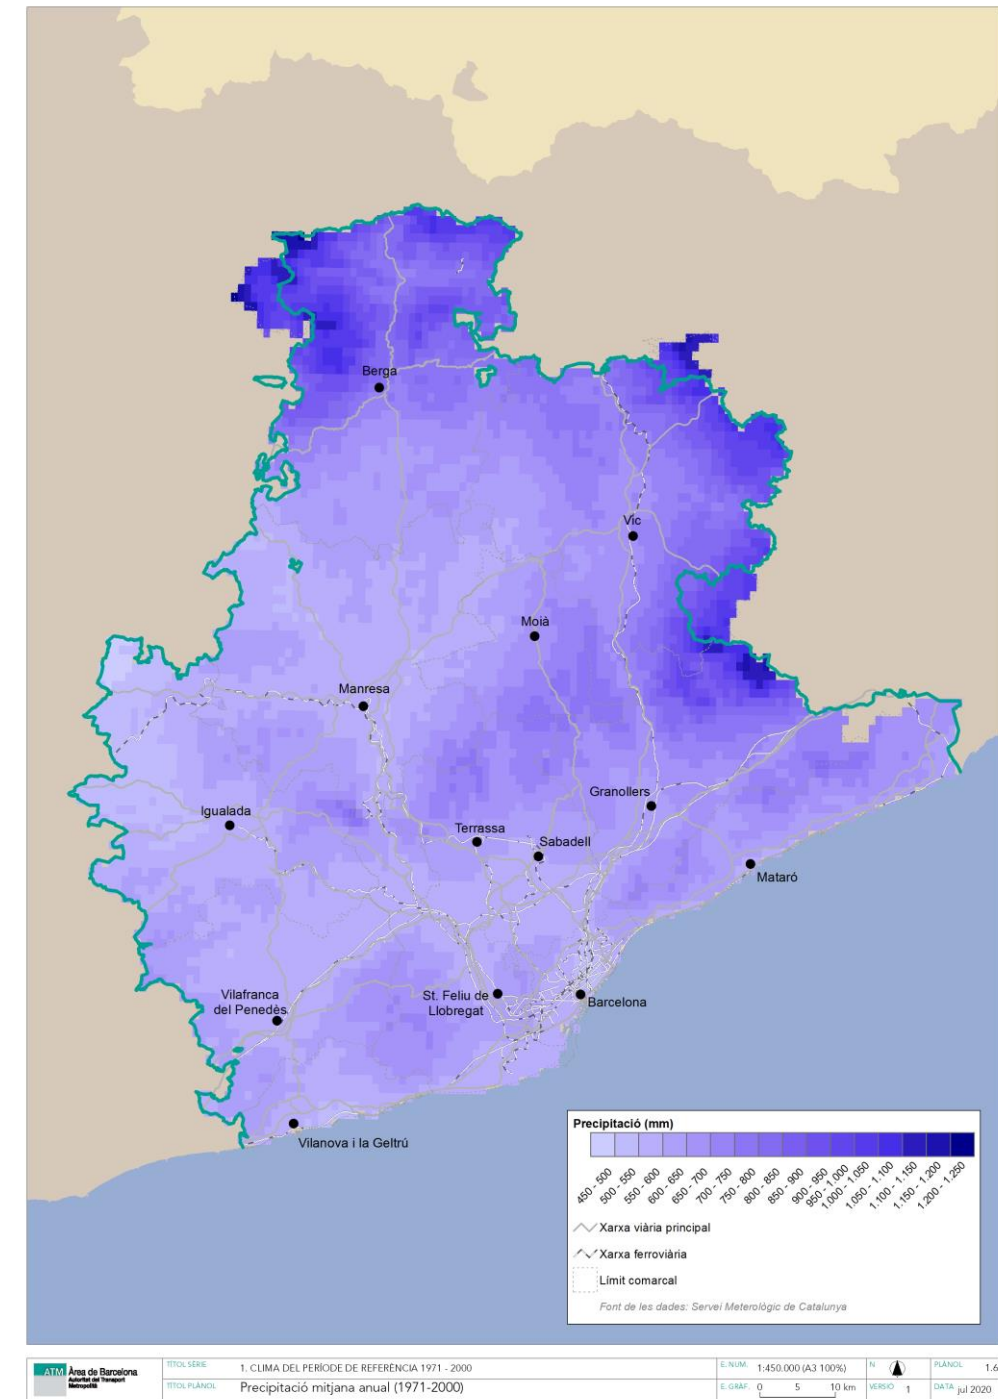 Berga
Vic
Moià
Manresa
Granollers
Igualada
Terrassa
Sabadell
Mataró
Vilafranca
del Penedès
St. Feliu de
Llobregat
Barcelona
Vilanova i la Geltrú
Precipitació (mm)
450 - 500
500 - 550
550 - 600
600 - 650
650 - 700
700 - 750
750 - 800
800 - 850
850 - 900
900 - 950
950 - 1.000
1.000 - 1.050
1.050 - 1.100
1.100 - 1.150
1.150 - 1.200
1.200 - 1.250
Xarxa viària principal
Xarxa ferroviària
Límit comarcal
Font de les dades: Servei Meterològic de Catalunya
ATM Àrea de Barcelona
Autoritat del Transport
Metropolità
TÍTOL SÈRIE 1. CLIMA DEL PERÍODE DE REFERÈNCIA 1971 - 2000
TÍTOL PLÀNOL Precipitació mitjana anual (1971-2000)
E. NUM. 1:450.000 (A3 100%)
E. GRÀF. 0 5 10 km
N
VERSIÓ 1
PLÀNOL 1.6
DATA jul 2020